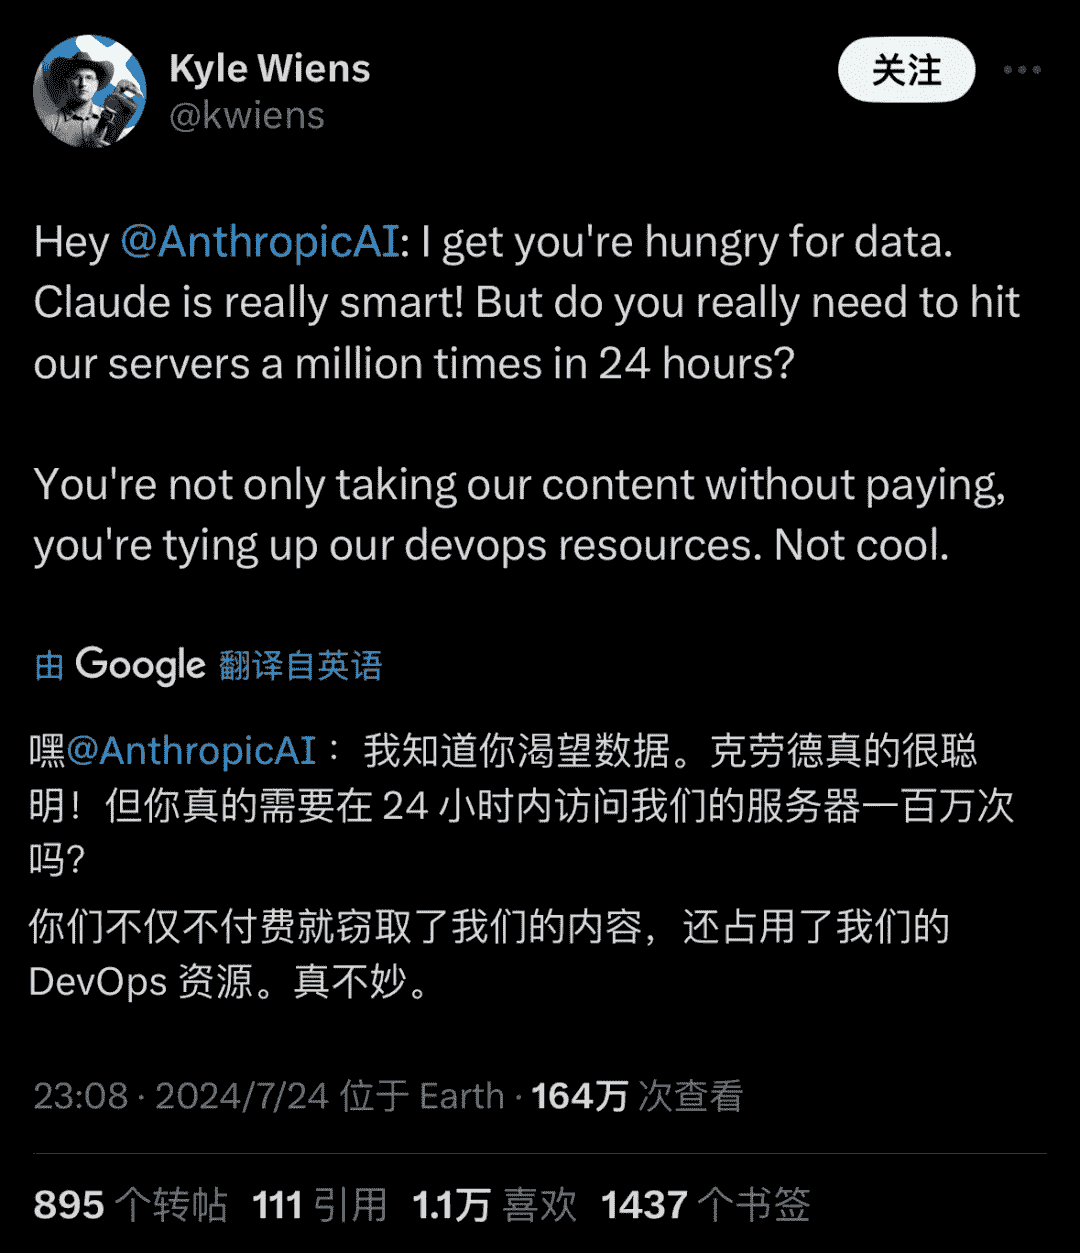 Kyle Wiens
@kwiens
关注
Hey @AnthropicAI: I get you're hungry for data.
Claude is really smart! But do you really need to hit
our servers a million times in 24 hours?
You're not only taking our content without paying,
you're tying up our devops resources. Not cool.
由 Google 翻译自英语
嘿@AnthropicAI： 我知道你渴望数据。克劳德真的很聪
明！但你真的需要在 24 小时内访问我们的服务器一百万次
吗？
你们不仅不付费就窃取了我们的内容，还占用了我们的
DevOps 资源。真不妙。
23:08 · 2024/7/24 位于 Earth · 164万 次查看
895 个转帖 111 引用 1.1万 喜欢 1437 个书签